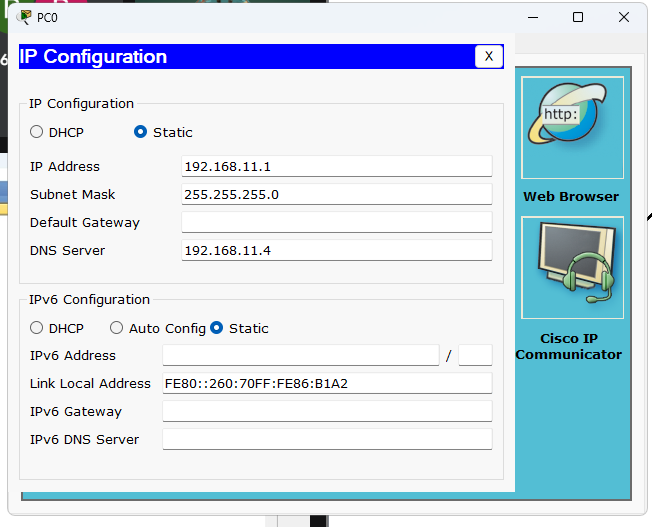 PC0
IP Configuration
X
http:
IP Configuration
DHCP
Static
IP Address
192.168.11.1
Subnet Mask
255.255.255.0
Default Gateway
DNS Server
192.168.11.4
Web Browser
IPv6 Configuration
DHCP
Auto Config
Static
IPv6 Address
/
Link Local Address
FE80::260:70FF:FE86:B1A2
IPv6 Gateway
IPv6 DNS Server
Cisco IP
Communicator